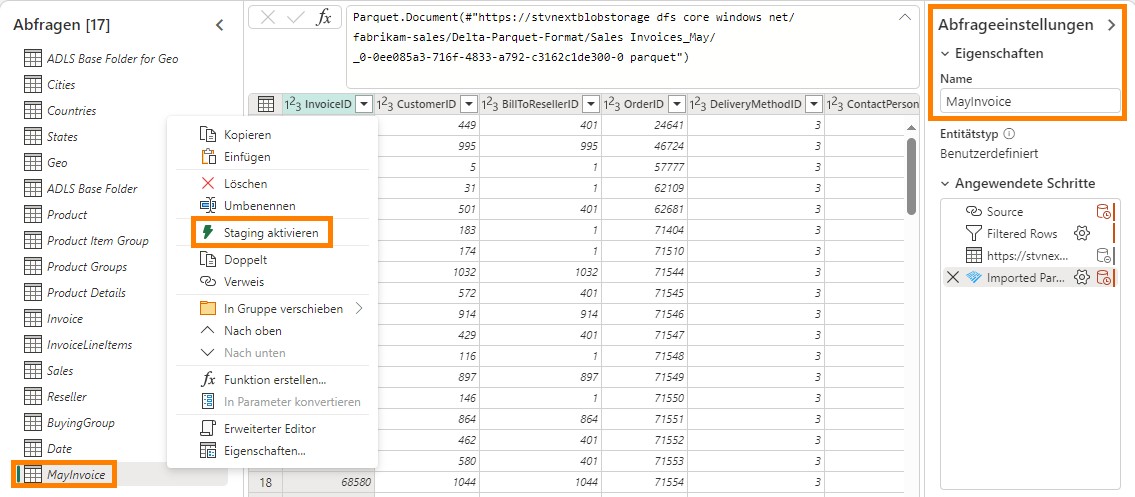 Abfragen [17]
ADLS Base Folder for Geo
Cities
Countries
States
Geo
ADLS Base Folder
Product
Product Item Group
Product Groups
Product Details
Invoice
InvoiceLineItems
Sales
Reseller
BuyingGroup
Date
MayInvoice
Kopieren
Einfügen
Löschen
Umbenennen
Staging aktivieren
Doppelt
Verweis
In Gruppe verschieben
Nach oben
Nach unten
Funktion erstellen...
In Parameter konvertieren
Erweiterter Editor
Eigenschaften...
fx
Parquet.Document(#"https://stvnextblobstorage dfs core windows net/
fabrikam-sales/Delta-Parquet-Format/Sales Invoices_May/
_0-0ee085a3-716f-4833-a792-c3162c1de300-0 parquet")
1²3 InvoiceID 1²3 CustomerID 1²3 BillToResellerID 1²3 OrderID 1²3 DeliveryMethodID 1²3 ContactPerson
449 401 24641 3
995 995 46724 3
5 1 57777 3
31 1 62109 3
501 401 62681 3
183 1 71404 3
174 1 71510 3
1032 1032 71544 3
572 401 71545 3
914 914 71546 3
429 401 71547 3
116 1 71548 3
897 897 71549 3
146 1 71550 3
864 864 71551 3
462 401 71552 3
580 401 71553 3
18 68580 1044 1044 71554 3
Abfrageeinstellungen
Eigenschaften
Name
MayInvoice
Entitätstyp
Benutzerdefiniert
Angewendete Schritte
Source
Filtered Rows
https://stvnex...
Imported Par...